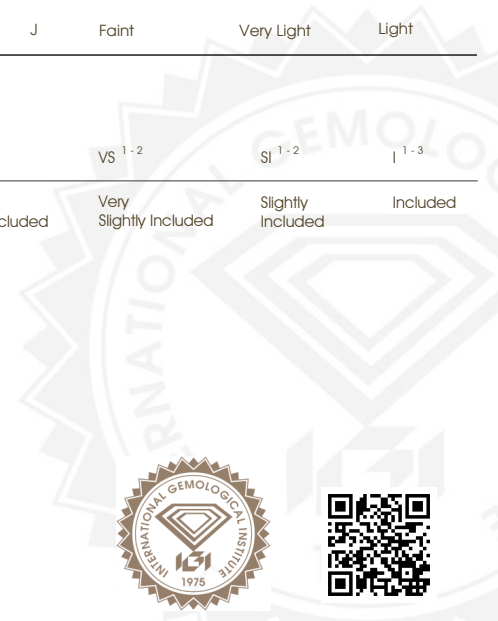 J Faint Very Light Light
VS 1 - 2 SI 1 - 2 I 1 - 3
Very Slightly Included
cluded Slightly Included Included
INTERNATIONAL GEMOLOGICAL INSTITUTE
IGI
1975